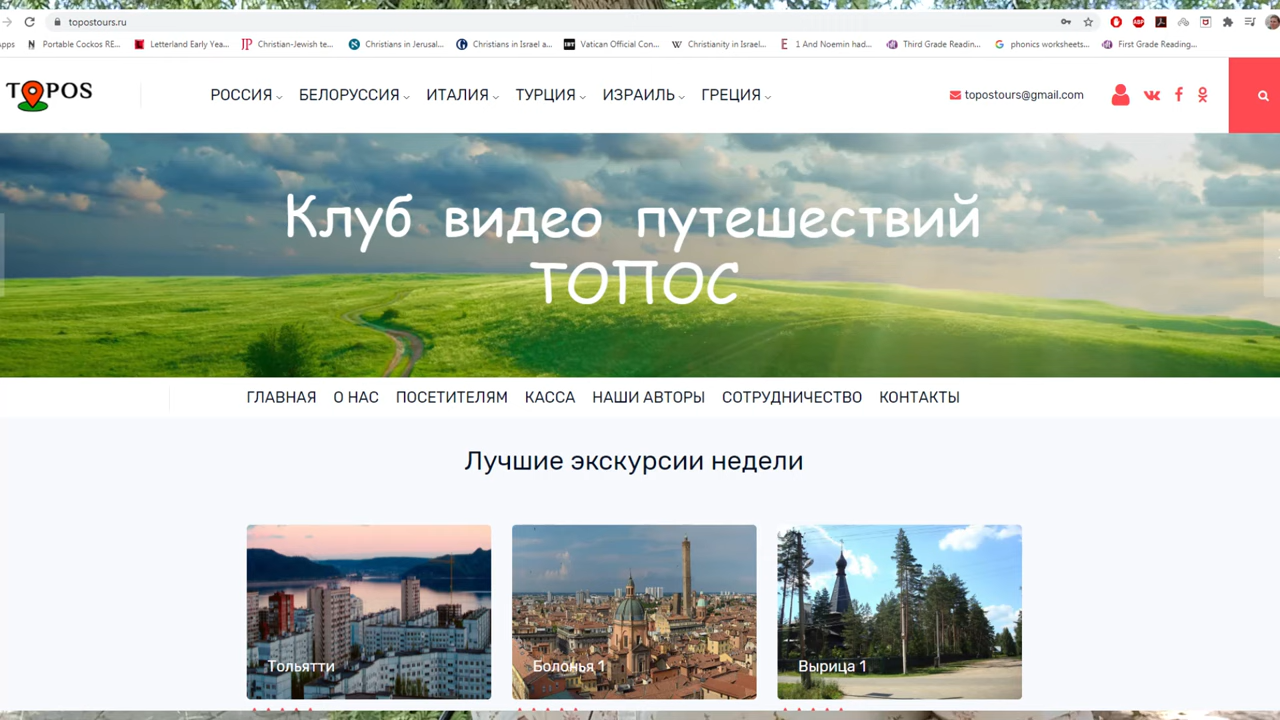 topostours.ru
pps
Portable Cockos RE...
Letterland Early Yea...
Christian-Jewish te...
Christians in Jerusal...
Christians in Israel a...
Vatican Official Con...
Christianity in Israel...
1 And Noemin had...
Third Grade Readin...
phonics worksheets...
First Grade Reading...
TOPOS
РОССИЯ
БЕЛОРУССИЯ
ИТАЛИЯ
ТУРЦИЯ
ИЗРАИЛЬ
ГРЕЦИЯ
topostours@gmail.com
Клуб видео путешествий
ТОПОС
ГЛАВНАЯ
О НАС
ПОСЕТИТЕЛЯМ
КАССА
НАШИ АВТОРЫ
СОТРУДНИЧЕСТВО
КОНТАКТЫ
Лучшие экскурсии недели
Тольятти
Болонья 1
Вырица 1